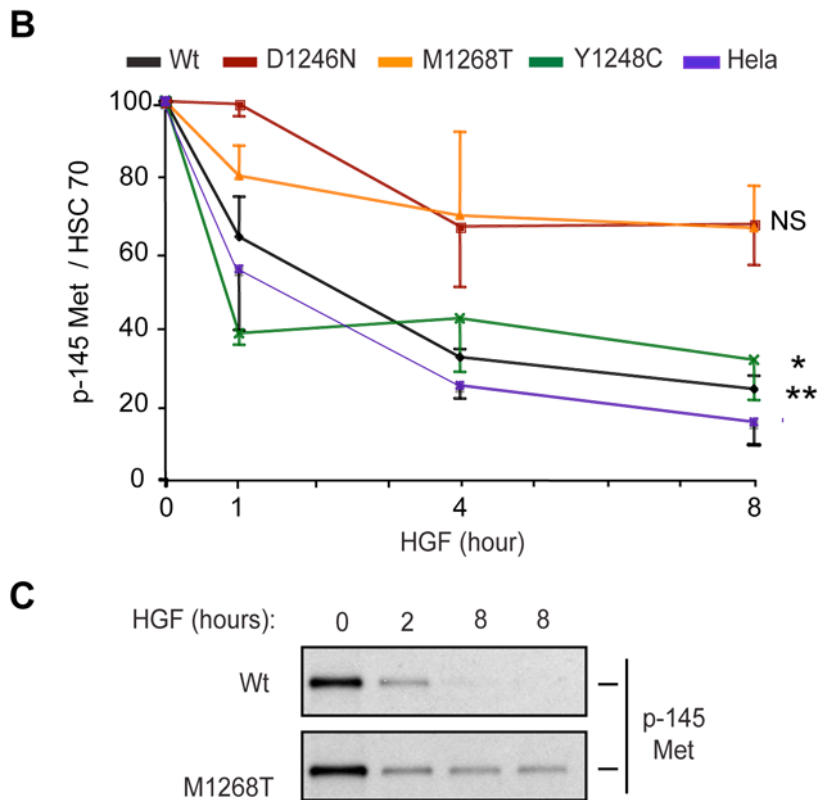 B
Wt D1246N M1268T Y1248C Hela
p-145 Met / HSC 70
100
80
60
40
20
0
NS
*
**
0 1 4 8
HGF (hour)
C
HGF (hours): 0 2 8 8
Wt
M1268T
p-145
Met